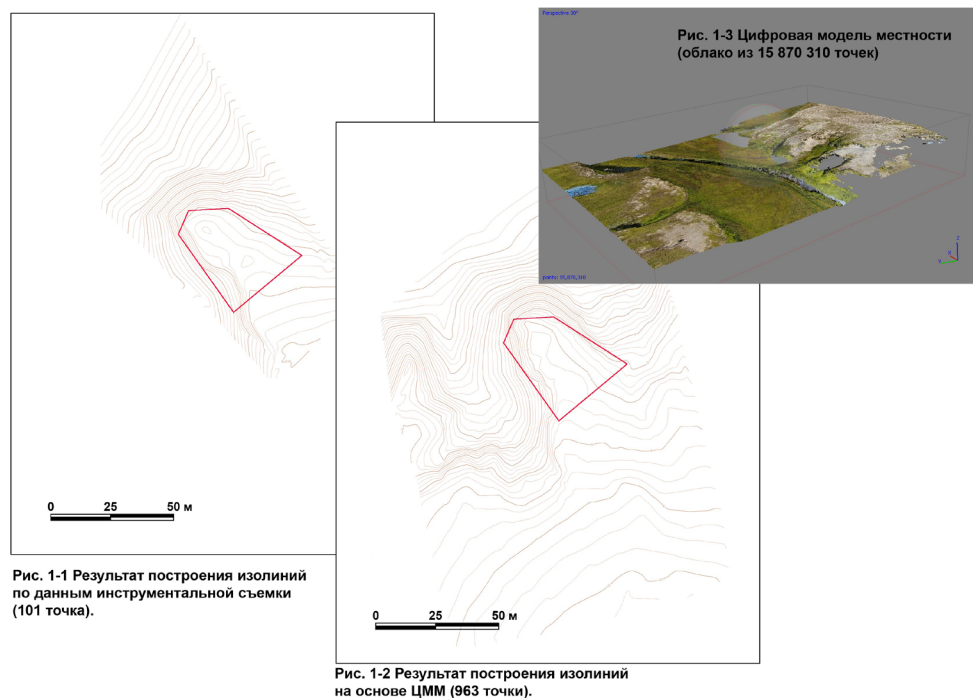 Perspective 30°
Рис. 1-3 Цифровая модель местности
(облако из 15 870 310 точек)
points: 15,870,310
Z
X
Y
0 25 50 м
Рис. 1-1 Результат построения изолиний
по данным инструментальной съемки
(101 точка).
0 25 50 м
Рис. 1-2 Результат построения изолиний
на основе ЦММ (963 точки).